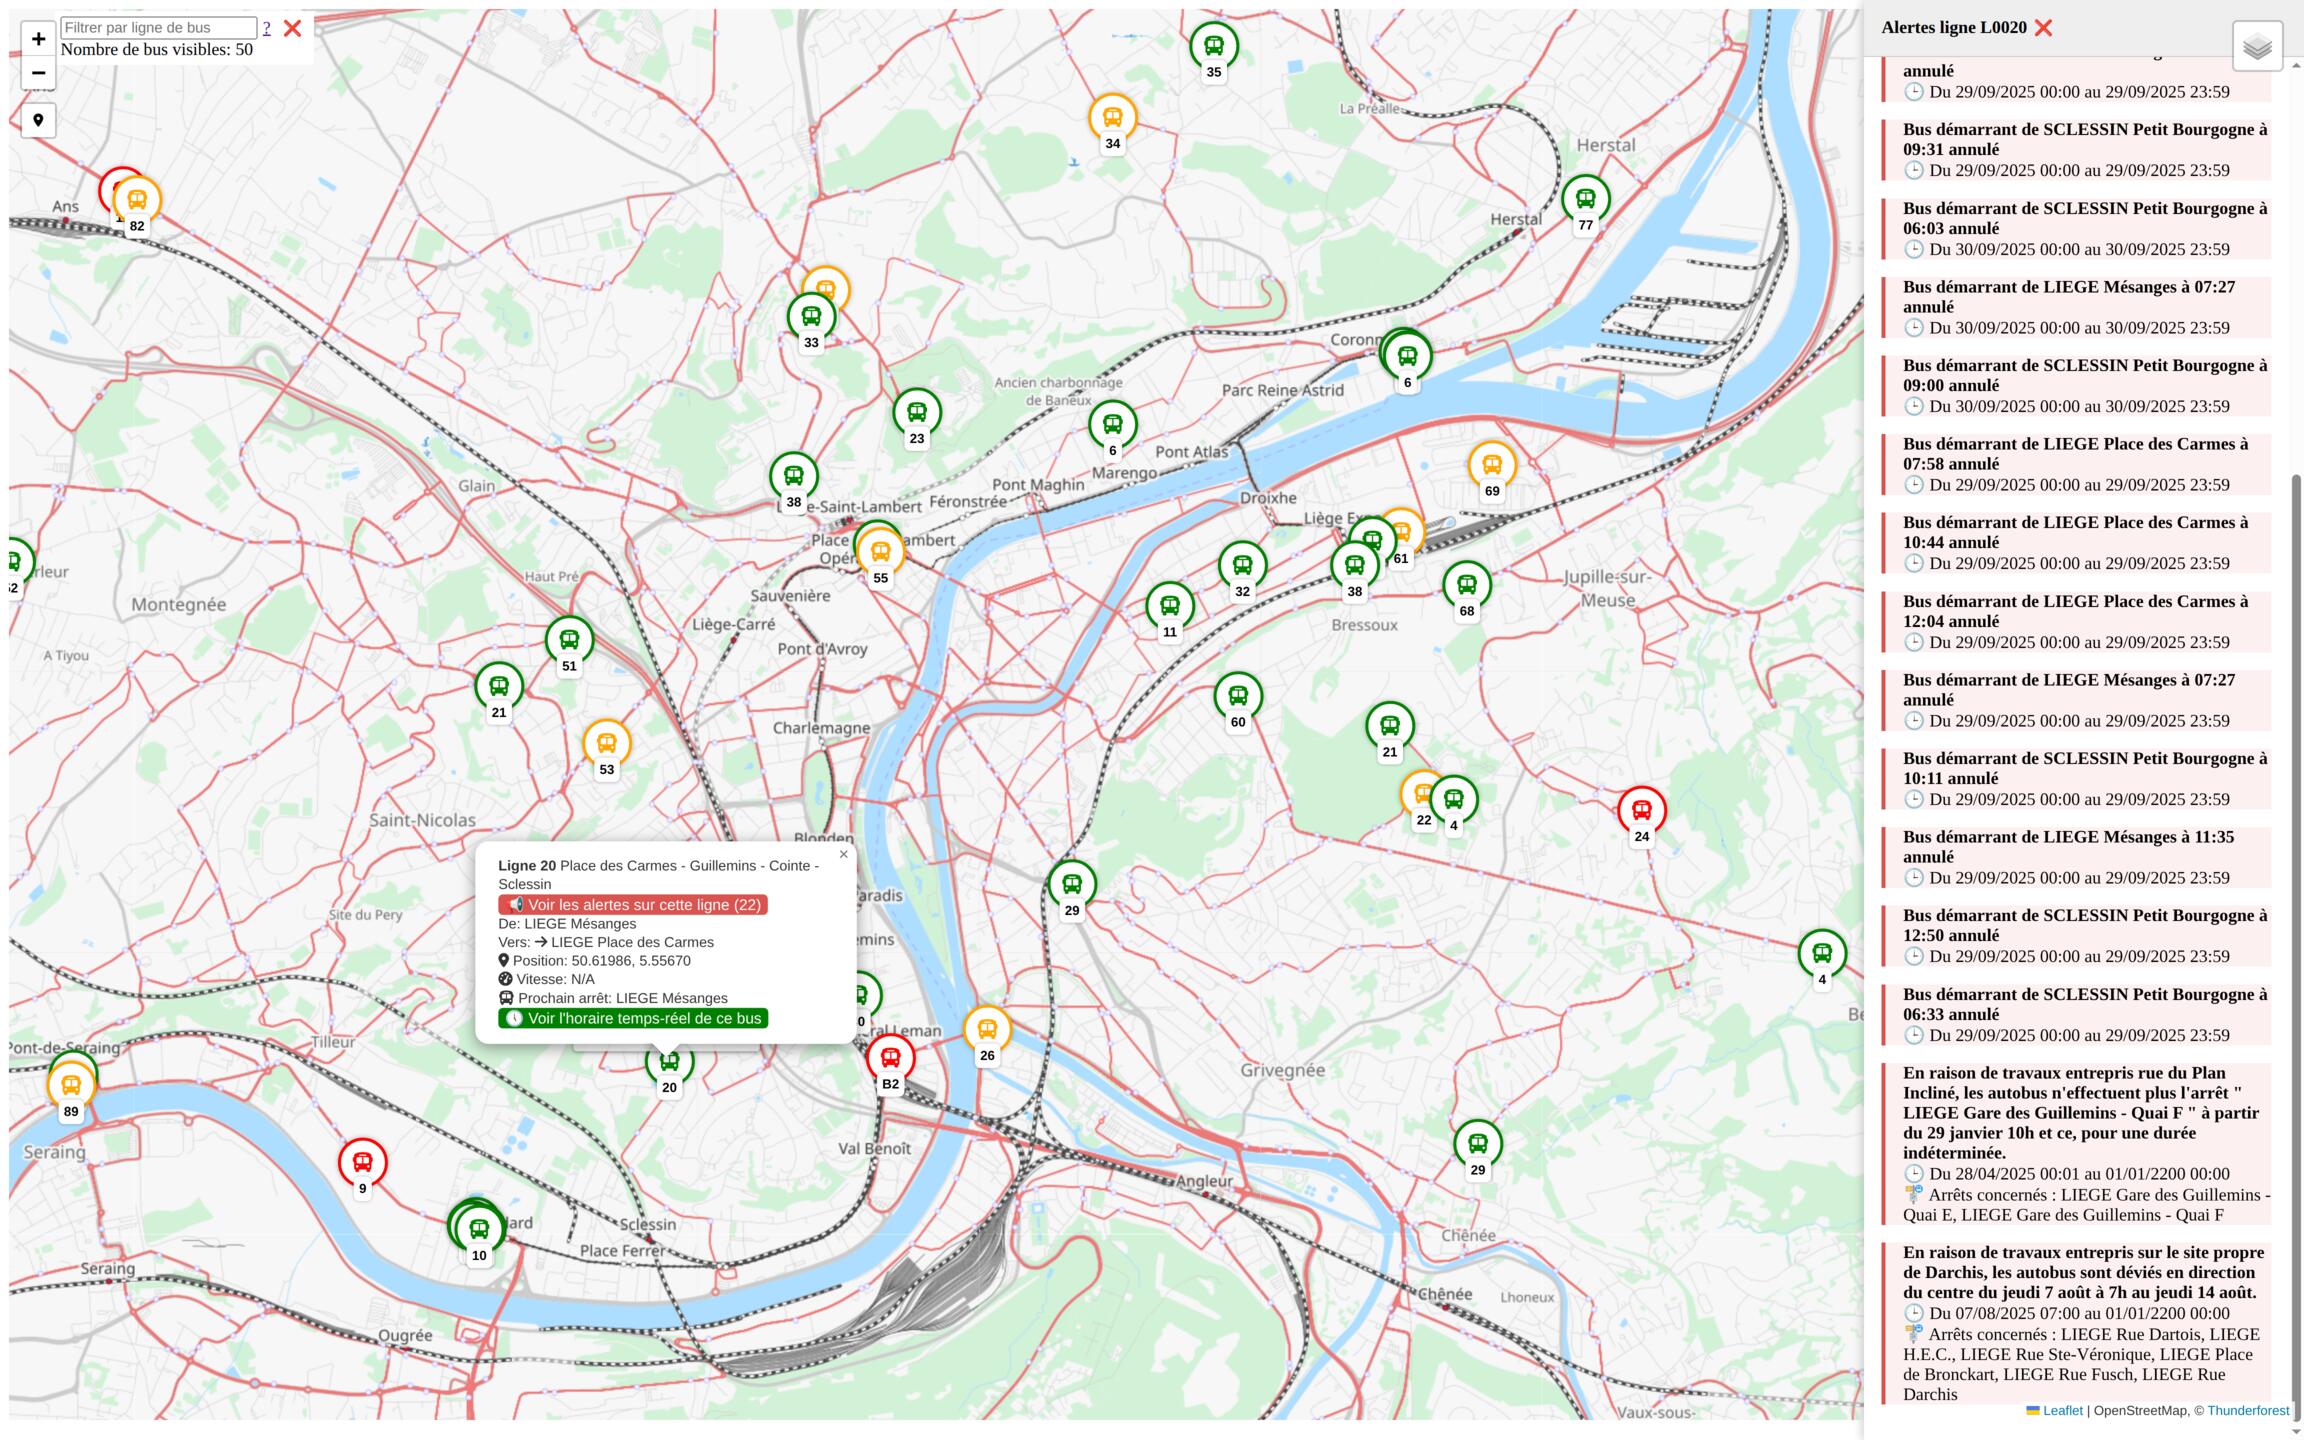 +
−
Filtrer par ligne de bus ?
Nombre de bus visibles: 50
Alertes ligne L0020
annulé
Du 29/09/2025 00:00 au 29/09/2025 23:59
Bus démarrant de SCLESSIN Petit Bourgogne à
09:31 annulé
Du 29/09/2025 00:00 au 29/09/2025 23:59
Bus démarrant de SCLESSIN Petit Bourgogne à
06:03 annulé
Du 30/09/2025 00:00 au 30/09/2025 23:59
Bus démarrant de LIEGE Mésanges à 07:27
annulé
Du 30/09/2025 00:00 au 30/09/2025 23:59
Bus démarrant de SCLESSIN Petit Bourgogne à
09:00 annulé
Du 30/09/2025 00:00 au 30/09/2025 23:59
Bus démarrant de LIEGE Place des Carmes à
07:58 annulé
Du 29/09/2025 00:00 au 29/09/2025 23:59
Bus démarrant de LIEGE Place des Carmes à
10:44 annulé
Du 29/09/2025 00:00 au 29/09/2025 23:59
Bus démarrant de LIEGE Place des Carmes à
12:04 annulé
Du 29/09/2025 00:00 au 29/09/2025 23:59
Bus démarrant de LIEGE Mésanges à 07:27
annulé
Du 29/09/2025 00:00 au 29/09/2025 23:59
Bus démarrant de SCLESSIN Petit Bourgogne à
10:11 annulé
Du 29/09/2025 00:00 au 29/09/2025 23:59
Bus démarrant de LIEGE Mésanges à 11:35
annulé
Du 29/09/2025 00:00 au 29/09/2025 23:59
Bus démarrant de SCLESSIN Petit Bourgogne à
12:50 annulé
Du 29/09/2025 00:00 au 29/09/2025 23:59
Bus démarrant de SCLESSIN Petit Bourgogne à
06:33 annulé
Du 29/09/2025 00:00 au 29/09/2025 23:59
En raison de travaux entrepris rue du Plan
Incliné, les autobus n'effectuent plus l'arrêt "
LIEGE Gare des Guillemins - Quai F " à partir
du 29 janvier 10h et ce, pour une durée
indéterminée.
Du 28/04/2025 00:01 au 01/01/2200 00:00
Arrêts concernés : LIEGE Gare des Guillemins -
Quai E, LIEGE Gare des Guillemins - Quai F
En raison de travaux entrepris sur le site propre
de Darchis, les autobus sont déviés en direction
du centre du jeudi 7 août à 7h au jeudi 14 août.
Du 07/08/2025 07:00 au 01/01/2200 00:00
Arrêts concernés : LIEGE Rue Dartois, LIEGE
H.E.C., LIEGE Rue Ste-Véronique, LIEGE Place
de Bronckart, LIEGE Rue Fusch, LIEGE Rue
Darchis
Leaflet | OpenStreetMap, © Thunderforest
Ligne 20 Place des Carmes - Guillemins - Cointe -
Sclessin
×
Voir les alertes sur cette ligne (22)
De: LIEGE Mésanges
Vers: → LIEGE Place des Carmes
Position: 50.61986, 5.55670
Vitesse: N/A
Prochain arrêt: LIEGE Mésanges
Voir l'horaire temps-réel de ce bus
35
La Préalle
34
Herstal
Ans
82
Herstal
77
33
Coronm
6
Ancien charbonnage
de Baneux
Parc Reine Astrid
23
6
Pont Atlas
Marengo
69
Glain
38
Pont Maghin
Féronstrée
Droixhe
e-Saint-Lambert
Liège Exp
Place
ambert
Opér
55
61
rleur
52
Haut Pré
32
38
68
Jupille-sur-
Meuse
Montegnée
Sauvenière
11
Liège-Carré
Bressoux
A Tiyou
51
Pont d'Avroy
21
60
21
Charlemagne
53
Saint-Nicolas
22
4
24
Blonden
aradis
29
Site du Pery
emins
4
0
ral Leman
Be
Pont-de-Seraing
Tilleur
26
20
B2
Grivegnée
89
Seraing
Val Benoît
29
9
Angleur
lard
Sclessin
Place Ferrer
10
Chênée
Seraing
Chênée
Lhoneux
Ougrée
Vaux-sous-